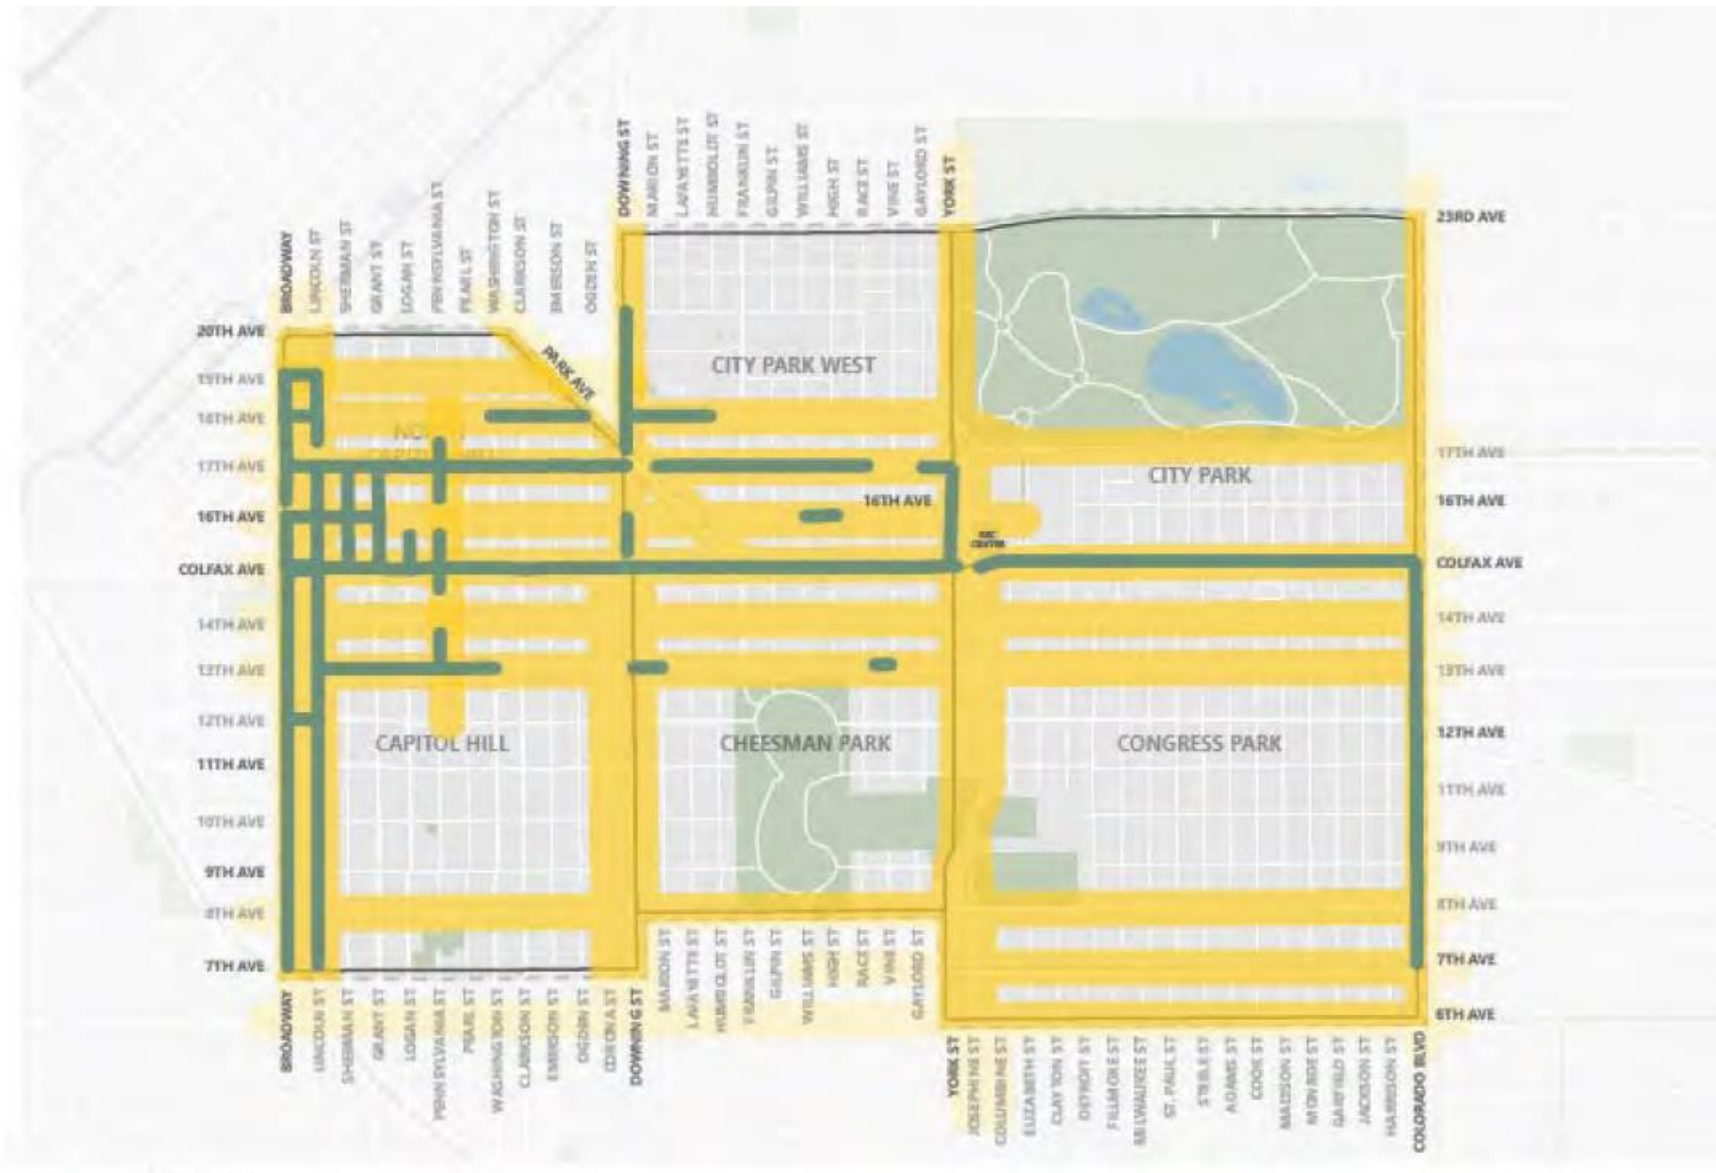 DOWNING ST
MARION ST
LAFAYETTE ST
HUMBOLDT ST
FRANKLIN ST
GILPIN ST
WILLIAMS ST
HIGH ST
RACE ST
VINE ST
GAYLORD ST
YORK ST
BROADWAY
LINCOLN ST
SHERMAN ST
GRANT ST
LOGAN ST
PENNSYLVANIA ST
PEARL ST
WASHINGTON ST
CLARKSON ST
EMERSON ST
OGDEN ST
23RD AVE
20TH AVE
PARK AVE
CITY PARK WEST
19TH AVE
18TH AVE
17TH AVE
17TH AVE
CITY PARK
16TH AVE
16TH AVE
16TH AVE
REC
CENTER
COLFAX AVE
COLFAX AVE
14TH AVE
14TH AVE
13TH AVE
13TH AVE
12TH AVE
12TH AVE
CAPITOL HILL
CHEESMAN PARK
CONGRESS PARK
11TH AVE
11TH AVE
10TH AVE
9TH AVE
9TH AVE
8TH AVE
8TH AVE
7TH AVE
7TH AVE
6TH AVE
MARION ST
LAFAYETTE ST
HUMBOLDT ST
FRANKLIN ST
GILPIN ST
WILLIAMS ST
HIGH ST
RACE ST
VINE ST
GAYLORD ST
BROADWAY
LINCOLN ST
SHERMAN ST
GRANT ST
LOGAN ST
PENNSYLVANIA ST
PEARL ST
WASHINGTON ST
CLARKSON ST
EMERSON ST
OGDEN ST
CORONA ST
DOWNING ST
YORK ST
JOSEPHINE ST
COLUMBINE ST
ELIZABETH ST
CLAYTON ST
DETROIT ST
FILLMORE ST
MILWAUKEE ST
ST. PAUL ST
STEELE ST
ADAMS ST
COOK ST
MADISON ST
MONROE ST
GARFIELD ST
JACKSON ST
HARRISON ST
COLORADO BLVD